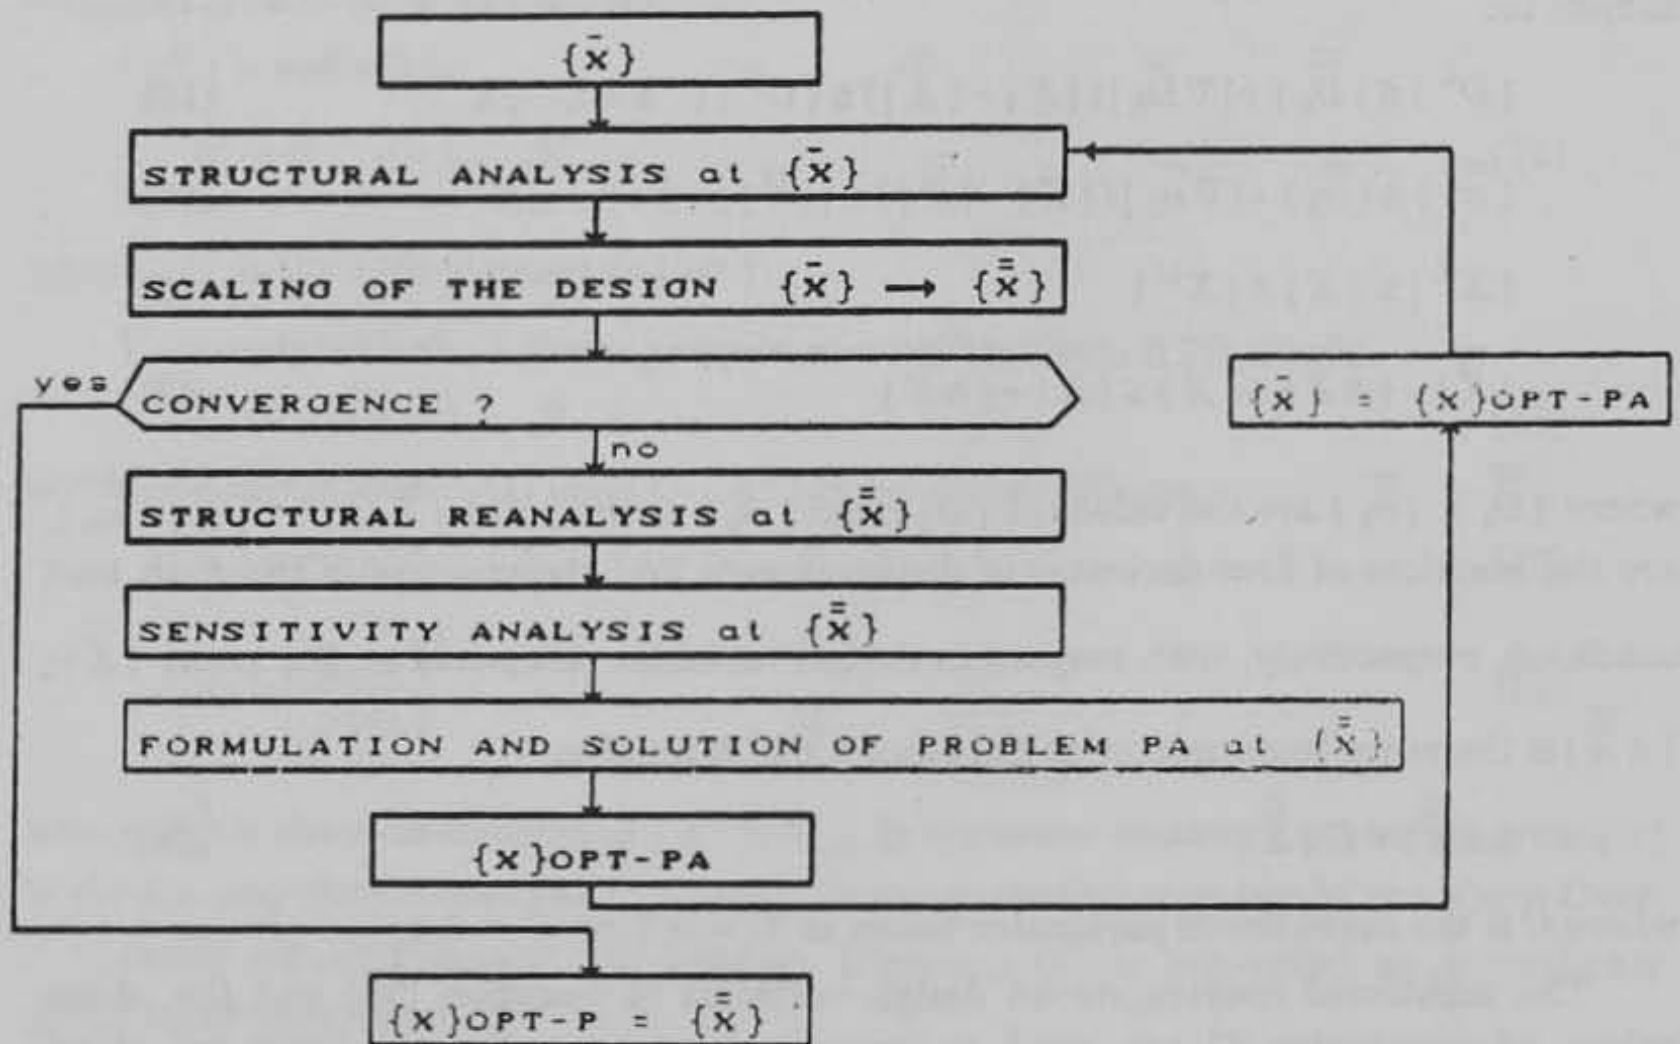 {x̄}
STRUCTURAL ANALYSIS at {x̄}
SCALING OF THE DESIGN {x̄} → {x̿}
yes
CONVERGENCE ?
{x̄} = {x}OPT-PA
no
STRUCTURAL REANALYSIS at {x̿}
SENSITIVITY ANALYSIS at {x̿}
FORMULATION AND SOLUTION OF PROBLEM PA at {x̿}
{x}OPT-PA
{x}OPT-P = {x̿}